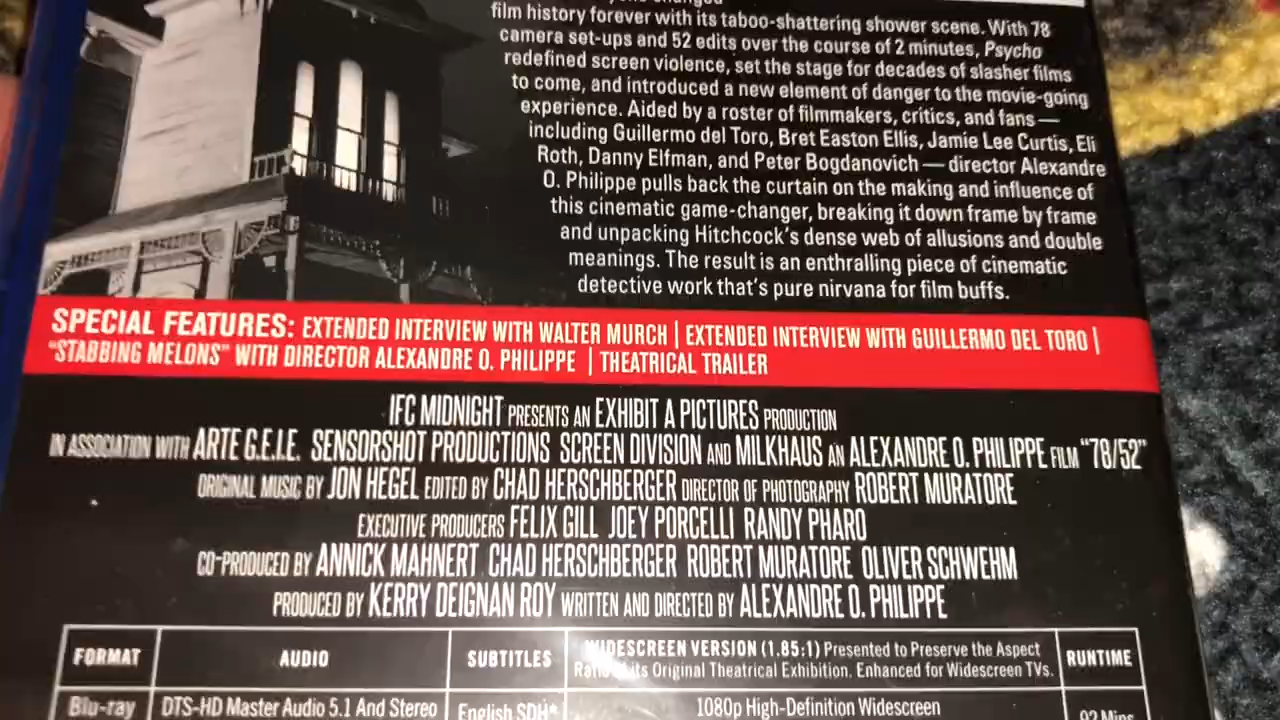 film history forever with its taboo-shattering shower scene. With 78
camera set-ups and 52 edits over the course of 2 minutes, Psycho
redefined screen violence, set the stage for decades of slasher films
to come, and introduced a new element of danger to the movie-going
experience. Aided by a roster of filmmakers, critics, and fans —
including Guillermo del Toro, Bret Easton Ellis, Jamie Lee Curtis, Eli
Roth, Danny Elfman, and Peter Bogdanovich — director Alexandre
O. Philippe pulls back the curtain on the making and influence of
this cinematic game-changer, breaking it down frame by frame
and unpacking Hitchcock's dense web of allusions and double
meanings. The result is an enthralling piece of cinematic
detective work that's pure nirvana for film buffs.
SPECIAL FEATURES: EXTENDED INTERVIEW WITH WALTER MURCH | EXTENDED INTERVIEW WITH GUILLERMO DEL TORO |
"STABBING MELONS" WITH DIRECTOR ALEXANDRE O. PHILIPPE | THEATRICAL TRAILER
IFC MIDNIGHT PRESENTS AN EXHIBIT A PICTURES PRODUCTION
IN ASSOCIATION WITH ARTE G.E.I.E. SENSORSHOT PRODUCTIONS SCREEN DIVISION AND MILKHAUS AN ALEXANDRE O. PHILIPPE FILM "78/52"
ORIGINAL MUSIC BY JON HEGEL EDITED BY CHAD HERSCHBERGER DIRECTOR OF PHOTOGRAPHY ROBERT MURATORE
EXECUTIVE PRODUCERS FELIX GILL JOEY PORCELLI RANDY PHARO
CO-PRODUCED BY ANNICK MAHNERT CHAD HERSCHBERGER ROBERT MURATORE OLIVER SCHWEHM
PRODUCED BY KERRY DEIGNAN ROY WRITTEN AND DIRECTED BY ALEXANDRE O. PHILIPPE
FORMAT AUDIO SUBTITLES WIDESCREEN VERSION (1.85:1) Presented to Preserve the Aspect
its Original Theatrical Exhibition. Enhanced for Widescreen TVs. RUNTIME
Blu-ray DTS-HD Master Audio 5.1 And Stereo English SDH* 1080p High-Definition Widescreen 92 Mins